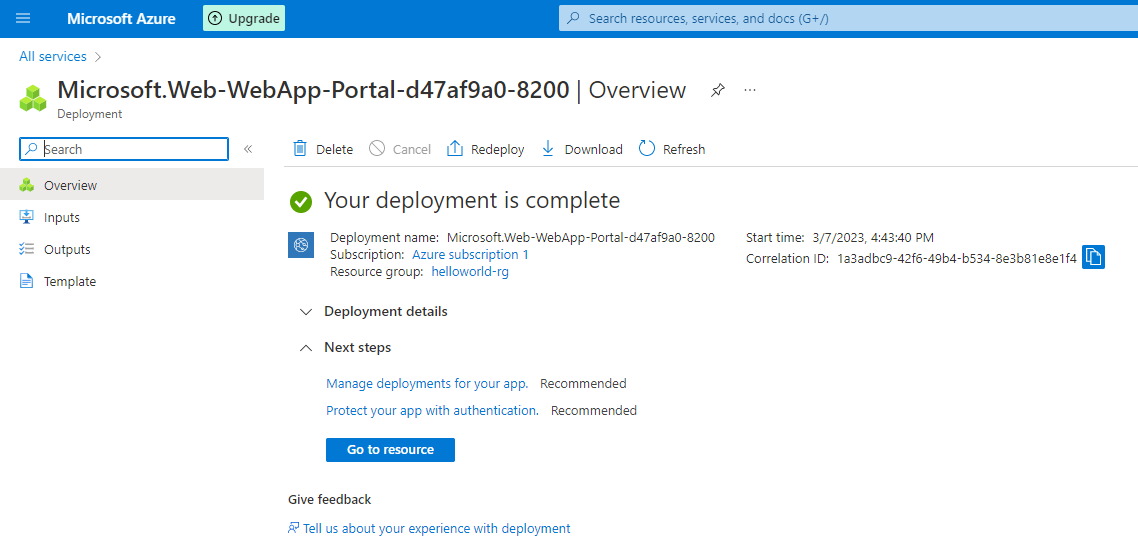 Microsoft Azure Upgrade Search resources, services, and docs (G+/)
All services
Microsoft.Web-WebApp-Portal-d47af9a0-8200 | Overview
Deployment
Search
Overview
Inputs
Outputs
Template
Delete Cancel Redeploy Download Refresh
Your deployment is complete
Deployment name: Microsoft.Web-WebApp-Portal-d47af9a0-8200
Subscription: Azure subscription 1
Resource group: helloworld-rg
Start time: 3/7/2023, 4:43:40 PM
Correlation ID: 1a3adbc9-42f6-49b4-b534-8e3b81e8e1f4
Deployment details
Next steps
Manage deployments for your app. Recommended
Protect your app with authentication. Recommended
Go to resource
Give feedback
Tell us about your experience with deployment